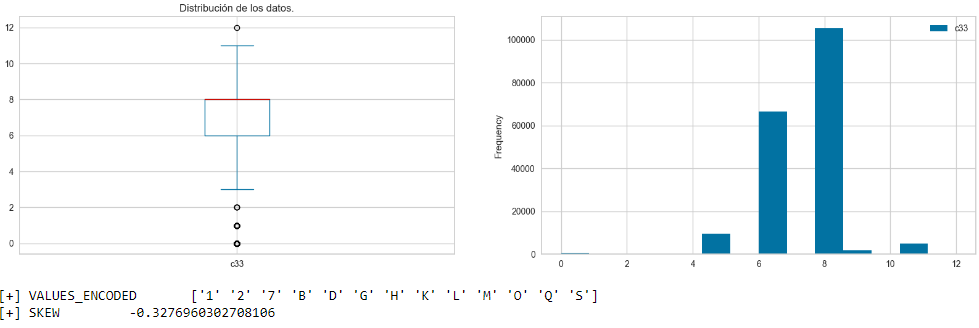 Distribución de los datos.
12
10
8
6
4
2
0
c33
c33
Frequency
100000
80000
60000
40000
20000
0
0 2 4 6 8 10 12
[+] VALUES_ENCODED ['1' '2' '7' 'B' 'D' 'G' 'H' 'K' 'L' 'M' 'O' 'Q' 'S']
[+] SKEW -0.3276960302708106